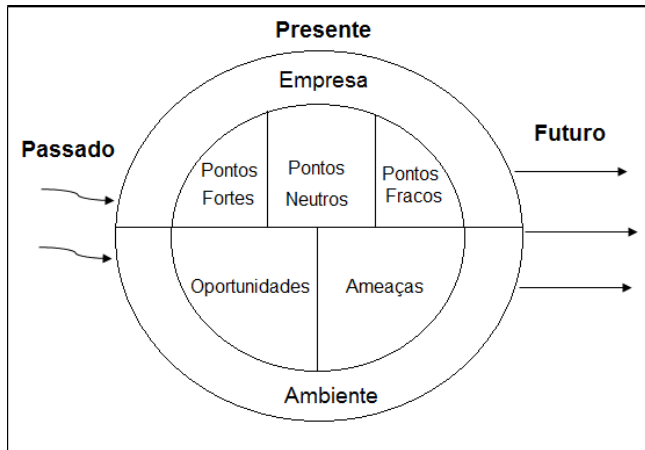 Presente
Empresa
Passado
Futuro
Pontos
Fortes
Pontos
Neutros
Pontos
Fracos
Oportunidades
Ameaças
Ambiente